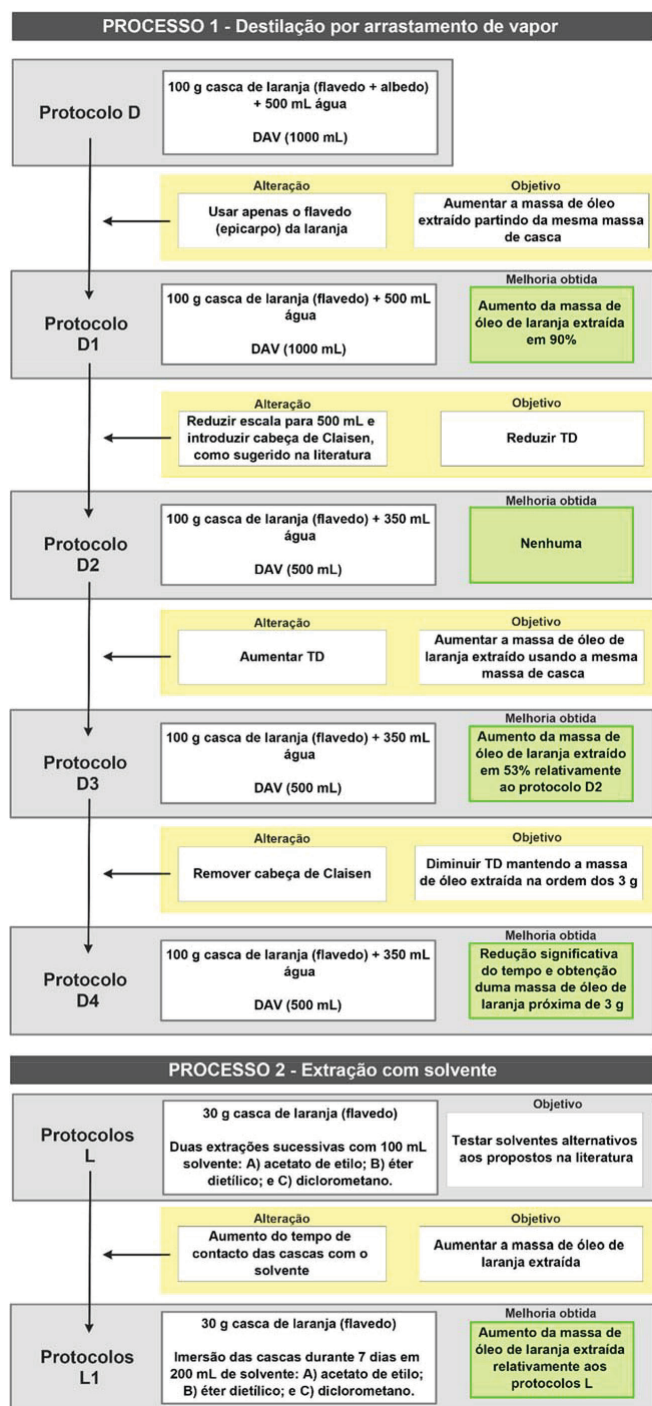 PROCESSO 1 - Destilação por arrastamento de vapor
Protocolo D
100 g casca de laranja (flavedo + albedo)
+ 500 mL água
DAV (1000 mL)
Alteração
Usar apenas o flavedo
(epicarpo) da laranja
Objetivo
Aumentar a massa de óleo
extraído partindo da mesma massa
de casca
Protocolo
D1
100 g casca de laranja (flavedo) + 500 mL
água
DAV (1000 mL)
Melhoria obtida
Aumento da massa de
óleo de laranja extraída
em 90%
Alteração
Reduzir escala para 500 mL e
introduzir cabeça de Claisen,
como sugerido na literatura
Objetivo
Reduzir TD
Protocolo
D2
100 g casca de laranja (flavedo) + 350 mL
água
DAV (500 mL)
Melhoria obtida
Nenhuma
Alteração
Aumentar TD
Objetivo
Aumentar a massa de óleo de
laranja extraído usando a mesma
massa de casca
Protocolo
D3
100 g casca de laranja (flavedo) + 350 mL
água
DAV (500 mL)
Melhoria obtida
Aumento da massa de
óleo de laranja extraído
em 53% relativamente
ao protocolo D2
Alteração
Remover cabeça de Claisen
Objetivo
Diminuir TD mantendo a massa
de óleo extraída na ordem dos 3 g
Protocolo
D4
100 g casca de laranja (flavedo) + 350 mL
água
DAV (500 mL)
Melhoria obtida
Redução significativa
do tempo e obtenção
duma massa de óleo de
laranja próxima de 3 g
PROCESSO 2 - Extração com solvente
Protocolos
L
30 g casca de laranja (flavedo)
Duas extrações sucessivas com 100 mL
solvente: A) acetato de etilo; B) éter
dietílico; e C) diclorometano.
Objetivo
Testar solventes alternativos
aos propostos na literatura
Alteração
Aumento do tempo de
contacto das cascas com o
solvente
Objetivo
Aumentar a massa de óleo de
laranja extraída
Protocolos
L1
30 g casca de laranja (flavedo)
Imersão das cascas durante 7 dias em
200 mL de solvente: A) acetato de etilo;
B) éter dietílico; e C) diclorometano.
Melhoria obtida
Aumento da massa de
óleo de laranja extraída
relativamente aos
protocolos L